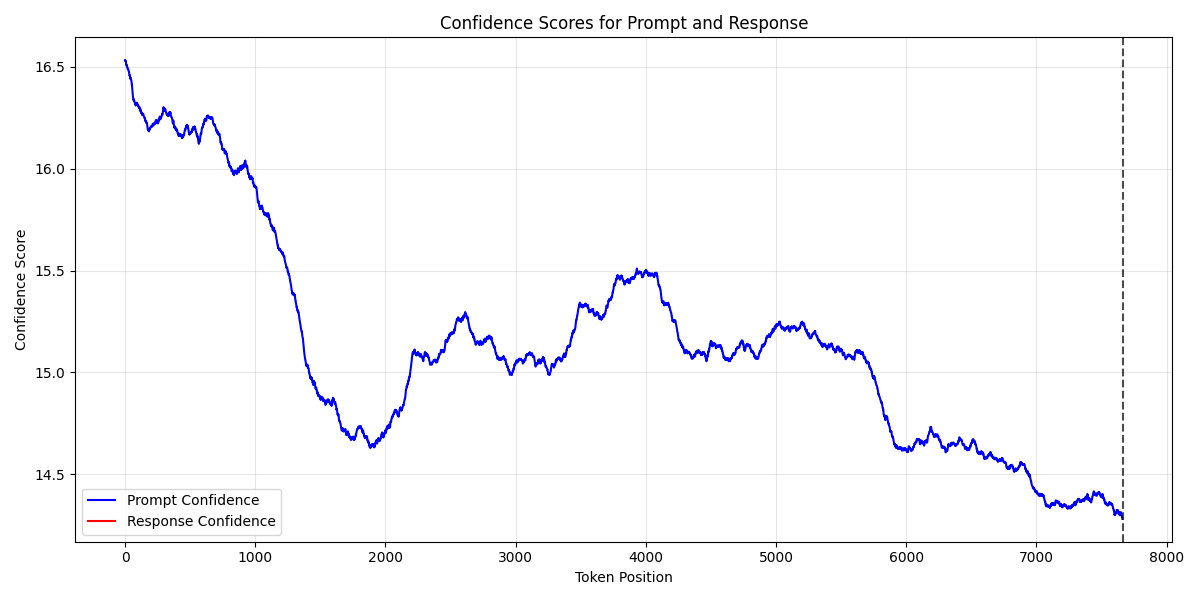 Confidence Scores for Prompt and Response
Confidence Score
16.5
16.0
15.5
15.0
14.5
Prompt Confidence
Response Confidence
0 1000 2000 3000 4000 5000 6000 7000 8000
Token Position